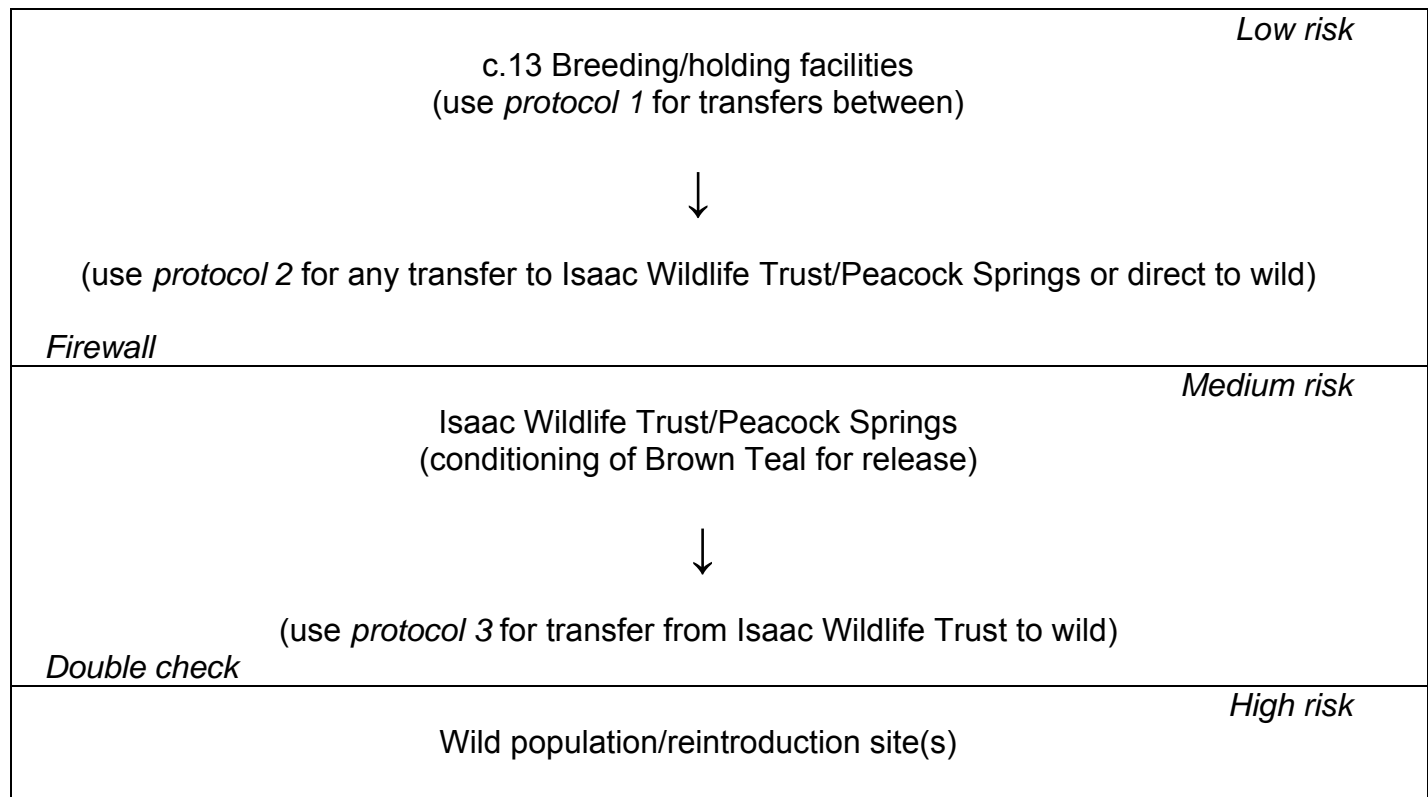 Low risk
c.13 Breeding/holding facilities
(use protocol 1 for transfers between)
↓
(use protocol 2 for any transfer to Isaac Wildlife Trust/Peacock Springs or direct to wild)
Firewall
Medium risk
Isaac Wildlife Trust/Peacock Springs
(conditioning of Brown Teal for release)
↓
(use protocol 3 for transfer from Isaac Wildlife Trust to wild)
Double check
High risk
Wild population/reintroduction site(s)